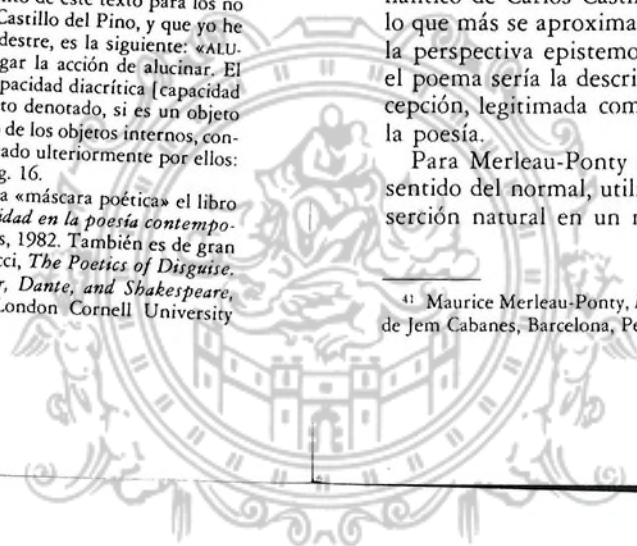 nto de este texto para los no
Castillo del Pino, y que yo he
destre, es la siguiente: «ALU-
gar la acción de alucinar. El
pacidad diacrítica [capacidad
to denotado, si es un objeto
de los objetos internos, con-
ado ulteriormente por ellos:
g. 16.
a «máscara poética» el libro
idad en la poesía contempo-
s, 1982. También es de gran
cci, The Poetics of Disguise.
r, Dante, and Shakespeare,
London Cornell University
de Carlos
lo que más se aproxima
la perspectiva epistemo
el poema sería la descri
cepción, legitimada com
la poesía.
Para Merleau-Ponty
sentido del normal, utili
serción natural en un
41 Maurice Merleau-Ponty,
de Jem Cabanes, Barcelona, Pe